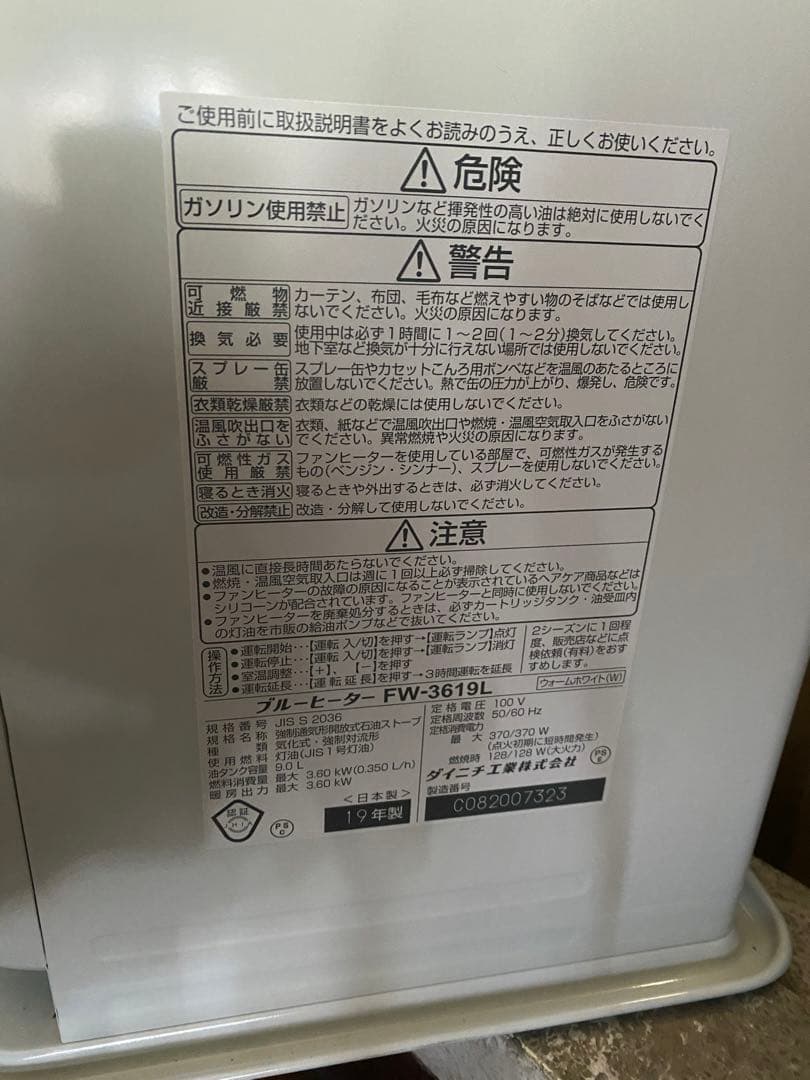 ご使用前に取扱説明書をよくお読みのうえ、正しくお使いください。
危険
ガソリン使用禁止 ガソリンなど揮発性の高い油は絶対に使用しないでく
ださい。火災の原因になります。
警告
可燃物
近接厳禁
カーテン、布団、毛布など燃えやすい物のそばなどでは使用し
ないでください。火災の原因になります。
換気必要
使用中は必ず1時間に1～2回(1～2分)換気してください。
地下室など換気が十分に行えない場所では使用しないでください。
スプレー缶
厳禁
スプレー缶やカセットこんろ用ボンベなどを温風のあたるところに
放置しないでください。熱で缶の圧力が上がり、爆発し、危険です。
衣類乾燥厳禁 衣類などの乾燥には使用しないでください。
温風吹出口を
ふさがない
衣類、紙などで温風吹出口や燃焼・温風空気取入口をふさがない
でください。異常燃焼や火災の原因になります。
可燃性ガス
使用厳禁
ファンヒーターを使用している部屋で、可燃性ガスが発生する
もの(ベンジン・シンナー)、スプレーを使用しないでください。
寝るとき消火 寝るときや外出するときは、必ず消火してください。
改造・分解禁止 改造・分解して使用しないでください。
注意
●温風に直接長時間あたらないでください。
●燃焼・温風空気取入口は週に1回以上必ず掃除してください。
●ファンヒーターの故障の原因になることが表示されているヘアケア商品などは
シリコーンが配合されています。ファンヒーターと同時に使用しないでください。
●ファンヒーターを廃棄処分するときは、必ずカートリッジタンク・油受皿内
の灯油を市販の給油ポンプなどで抜いてください。
操作方法
●運転開始…【運転 入/切】を押す→【運転ランプ】点灯
●運転停止…【運転 入/切】を押す→【運転ランプ】消灯
●室温調整…【＋】、【－】を押す
●運転延長…【運転延長】を押す→3時間運転を延長
2シーズンに1回程
度、販売店などに点
検依頼(有料)をおす
すめします。
ブルーヒーター FW-3619L
ウォームホワイト(W)
規格番号 JIS S 2036
規格名称 強制通気形開放式石油ストーブ
種類 気化式・強制対流形
使用燃料 灯油(JIS1号灯油)
油タンク容量 9.0 L
燃料消費量 最大 3.60 kW(0.350 L/h)
暖房出力 最大 3.60 kW
定格電圧 100 V
定格周波数 50/60 Hz
定格消費電力
最大 370/370 W
(点火初期に短時間発生)
燃焼時 128/128 W(大火力)
ダイニチ工業株式会社
PS
E
製造番号
C082007323
＜日本製＞
19年製
認証
JHIA
PS
C